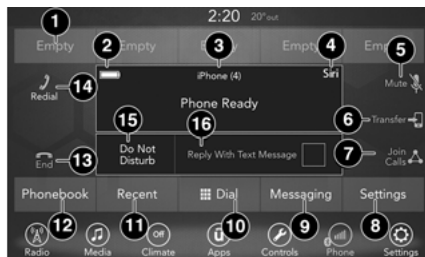 2:20 20°out
1
Empty Empty Empty Empty Empty
2 3 4 5
iPhone (4) Siri
Redial 14 Mute
Phone Ready
6 Transfer
15 16
Do Not
Disturb
Reply With Text Message
7 Join
Calls
End 13
Phonebook Recent Dial Messaging Settings
12 11 10 9 8
Off ū
Radio Media Climate Apps Controls Phone Settings